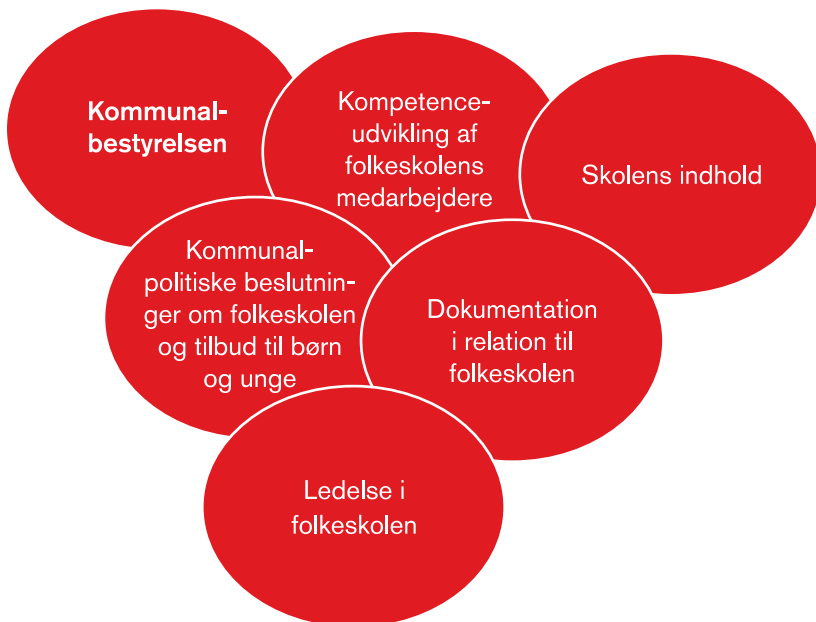 Kommunal-
bestyrelsen
Kompetence-
udvikling af
folkeskolens
medarbejdere
Skolens indhold
Kommunal-
politiske beslutnin-
ger om folkeskolen
og tilbud til børn
og unge
Dokumentation
i relation til
folkeskolen
Ledelse i
folkeskolen